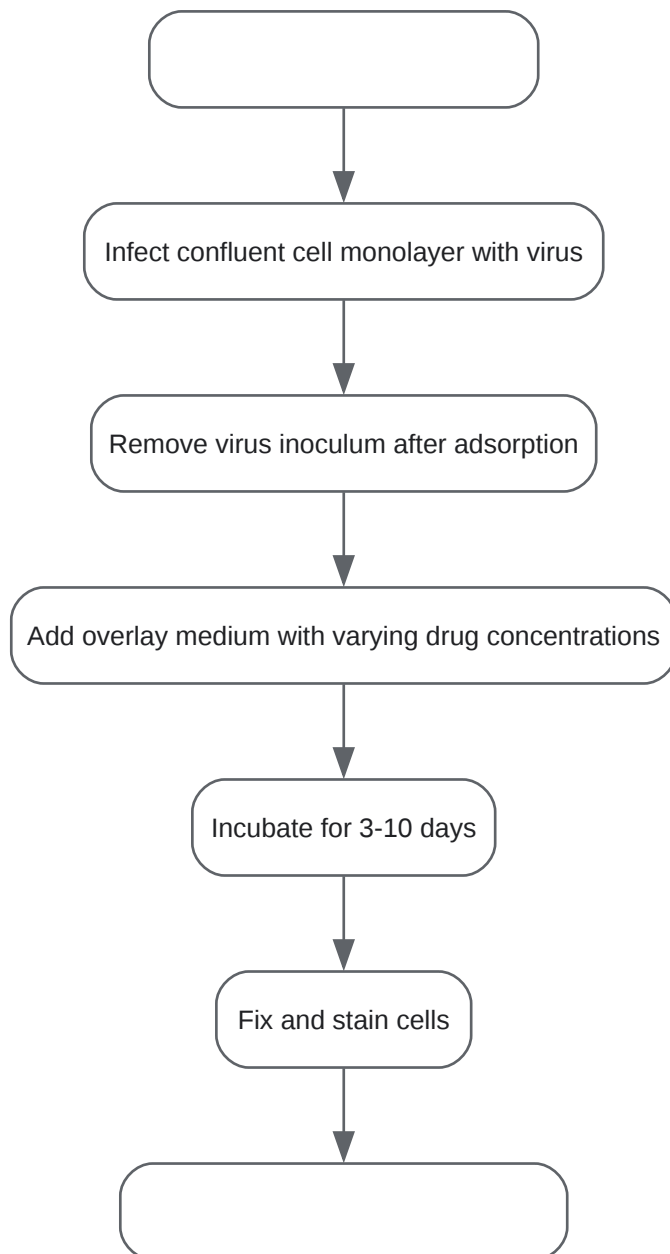 Infect confluent cell monolayer with virus
Remove virus inoculum after adsorption
Add overlay medium with varying drug concentrations
Incubate for 3-10 days
Fix and stain cells